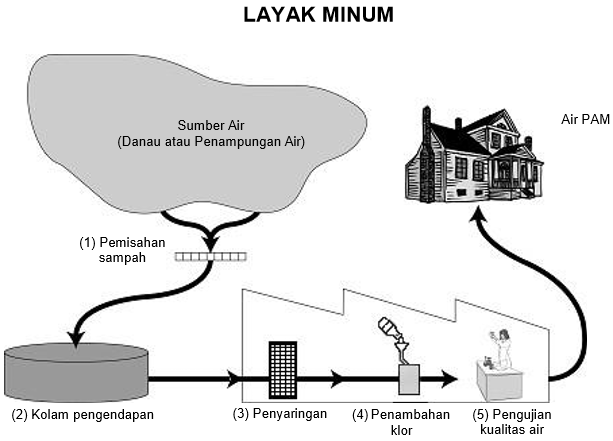 LAYAK MINUM
Sumber Air
(Danau atau Penampungan Air)
Air PAM
(1) Pemisahan
sampah
(2) Kolam pengendapan
(3) Penyaringan
(4) Penambahan
klor
(5) Pengujian
kualitas air